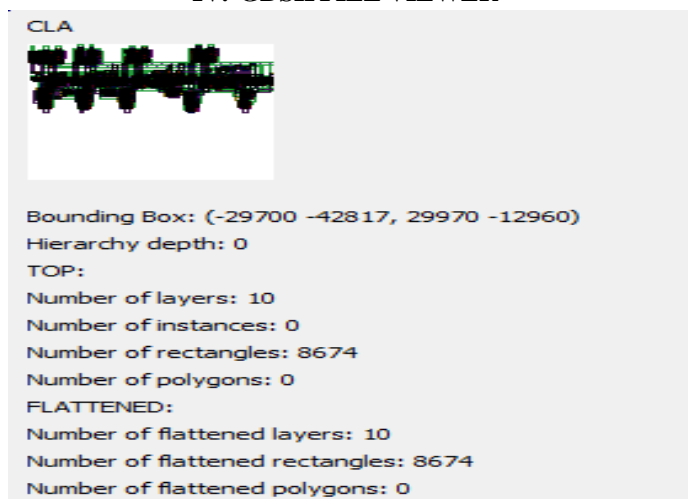 CLA
Bounding Box: (-29700 -42817, 29970 -12960)
Hierarchy depth: 0
TOP:
Number of layers: 10
Number of instances: 0
Number of rectangles: 8674
Number of polygons: 0
FLATTENED:
Number of flattened layers: 10
Number of flattened rectangles: 8674
Number of flattened polygons: 0